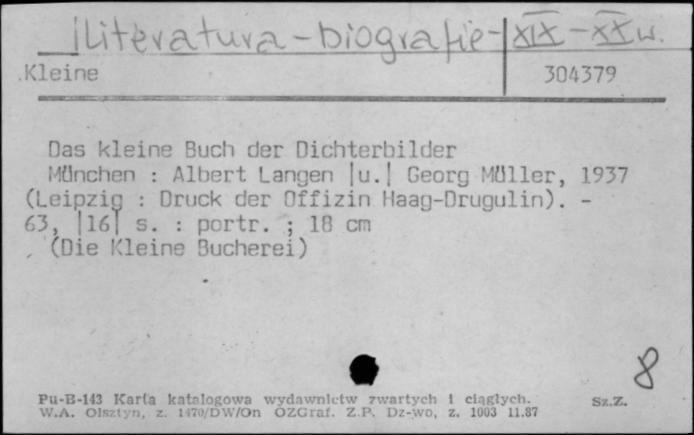 literatura - biografie - XIX - XX w.
Kleine 304379
Das kleine Buch der Dichterbilder
München : Albert Langen |u.| Georg Müller, 1937
(Leipzig : Druck der Offizin Haag-Drugulin). -
63, |16| s. : portr. ; 18 cm
(Die Kleine Bucherei)
8
Pu-B-143 Karta katalogowa wydawnictw zwartych i ciągłych. Sz.Z.
W.A. Olsztyn, z. 1470/DW/On OZGraf. Z.P. Dz-wo, z. 1003 11.87